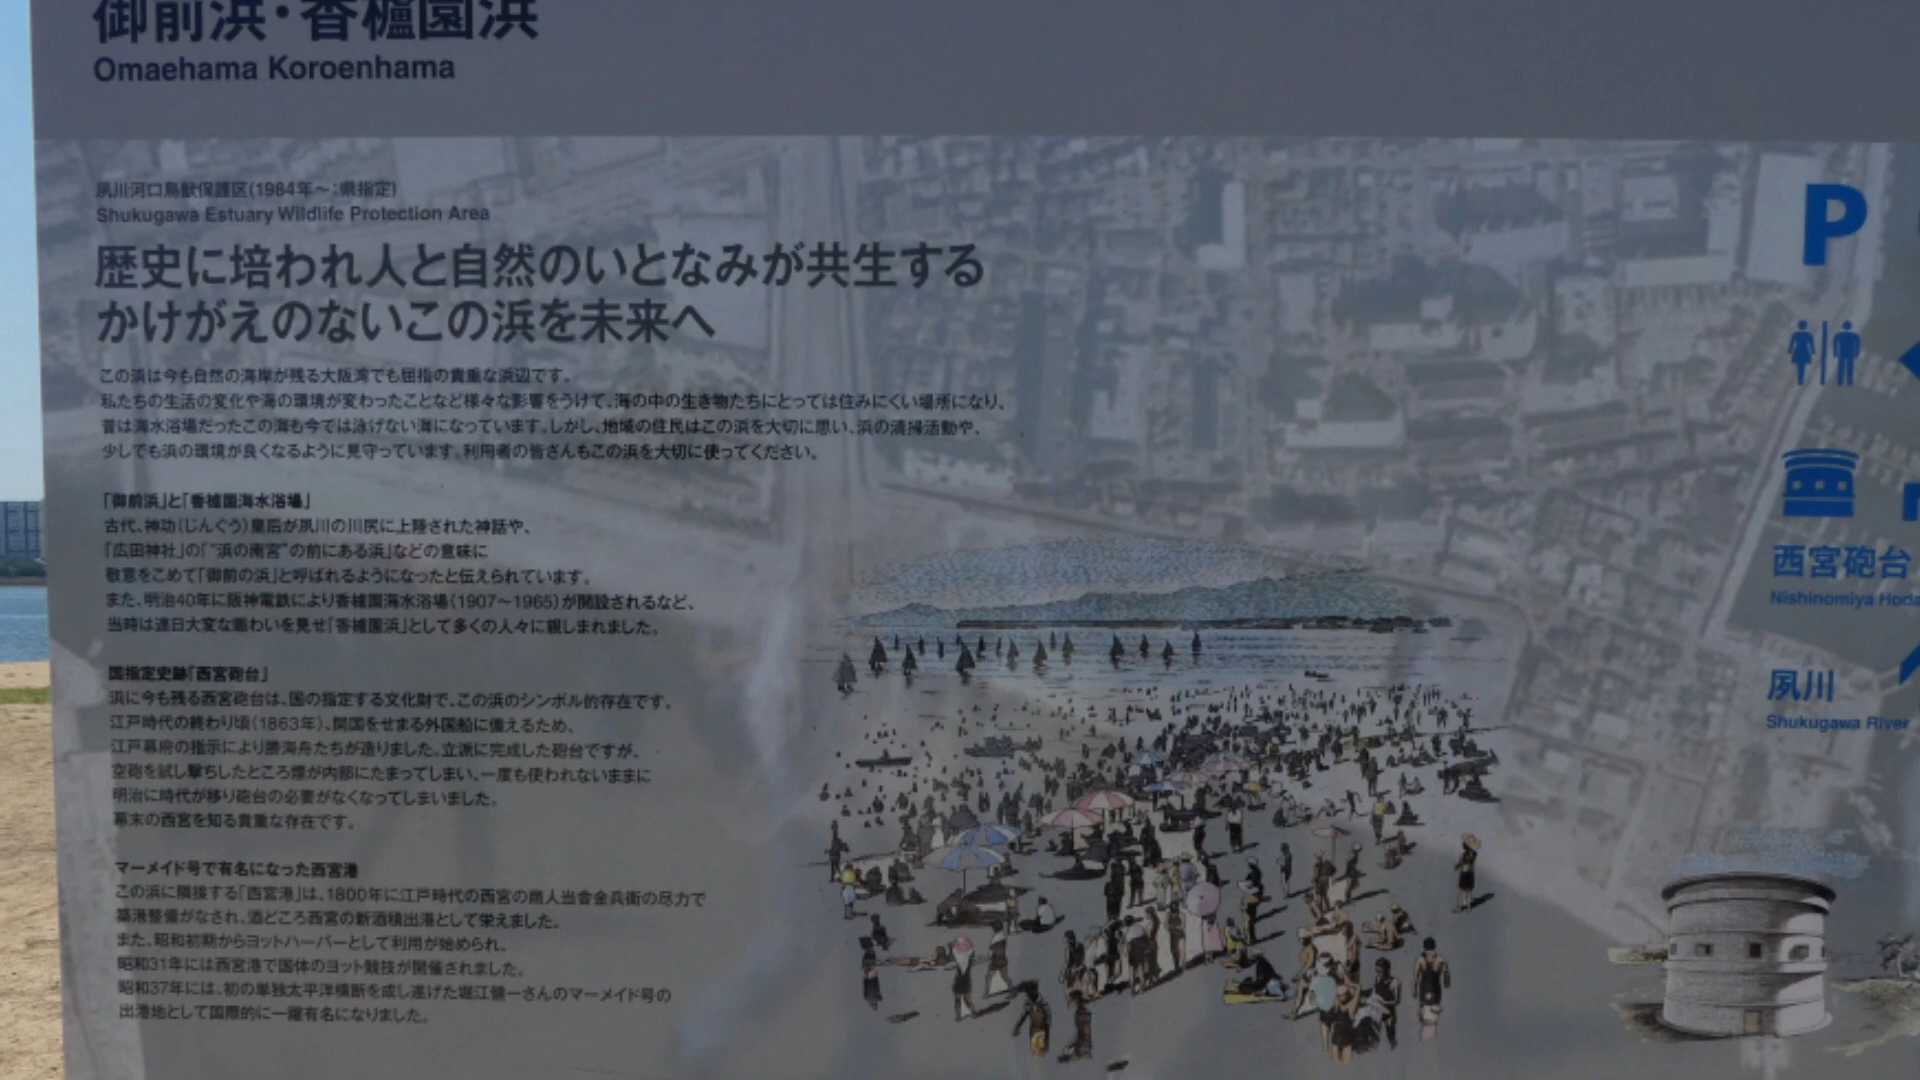 御前浜・香櫨園浜
Omaehama Koroenhama
夙川河口鳥獣保護区(1984年～:県指定)
Shukugawa Estuary Wildlife Protection Area
歴史に培われ人と自然のいとなみが共生する
かけがえのないこの浜を未来へ
この浜は今も自然の海岸が残る大阪湾でも屈指の貴重な浜辺です。
私たちの生活の変化や海の環境が変わったことなど様々な影響をうけて、海の中の生き物たちにとっては住みにくい場所になり、
昔は海水浴場だったこの海も今では泳げない海になっています。しかし、地域の住民はこの浜を大切に思い、浜の清掃活動や、
少しでも浜の環境が良くなるように見守っています。利用者の皆さんもこの浜を大切に使ってください。
「御前浜」と「香櫨園海水浴場」
古代、神功(じんぐう)皇后が夙川の川尻に上陸された神話や、
「広田神社」の「“浜の南宮”の前にある浜」などの意味に
敬意をこめて「御前の浜」と呼ばれるようになったと伝えられています。
また、明治40年に阪神電鉄により香櫨園海水浴場(1907～1965)が開設されるなど、
当時は連日大変な賑わいを見せ「香櫨園浜」として多くの人々に親しまれました。
国指定史跡「西宮砲台」
浜に今も残る西宮砲台は、国の指定する文化財で、この浜のシンボル的存在です。
江戸時代の終わり頃(1863年)、開国をせまる外国船に備えるため、
江戸幕府の指示により勝海舟たちが造りました。立派に完成した砲台ですが、
空砲を試し撃ちしたところ煙が内部にたまってしまい、一度も使われないままに
明治に時代が移り砲台の必要がなくなってしまいました。
幕末の西宮を知る貴重な存在です。
マーメイド号で有名になった西宮港
この浜に隣接する「西宮港」は、1800年に江戸時代の西宮の商人当舎金兵衛の尽力で
築港整備がなされ、酒どころ西宮の新酒積出港として栄えました。
また、昭和初期からヨットハーバーとして利用が始められ、
昭和31年には西宮港で国体のヨット競技が開催されました。
昭和37年には、初の単独太平洋横断を成し遂げた堀江健一さんのマーメイド号の
出港地として国際的に一躍有名になりました。
P
西宮砲台
Nishinomiya Hoda
夙川
Shukugawa River